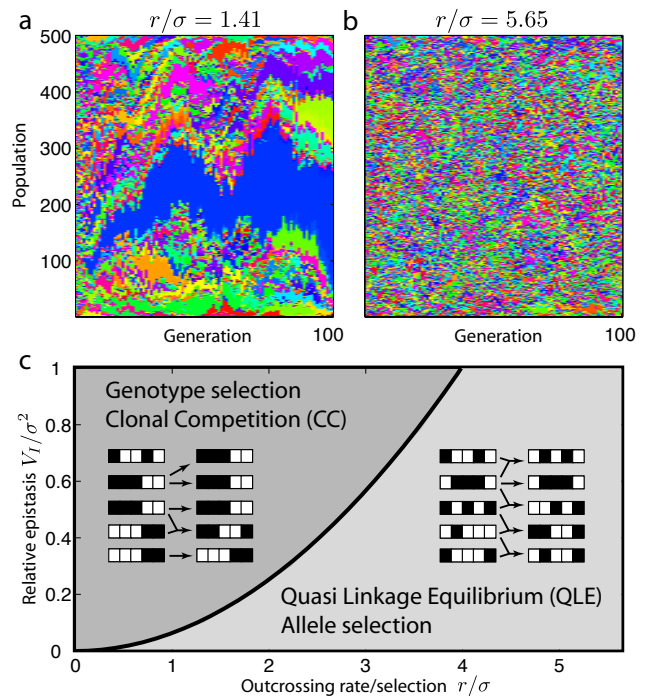 a
r/σ = 1.41
b
r/σ = 5.65
500
400
300
200
100
Population
Generation
100
Generation
100
c
1
0.8
0.6
0.4
0.2
0
Relative epistasis V_I/σ²
Genotype selection
Clonal Competition (CC)
Quasi Linkage Equilibrium (QLE)
Allele selection
0
1
2
3
4
5
Outcrossing rate/selection r/σ